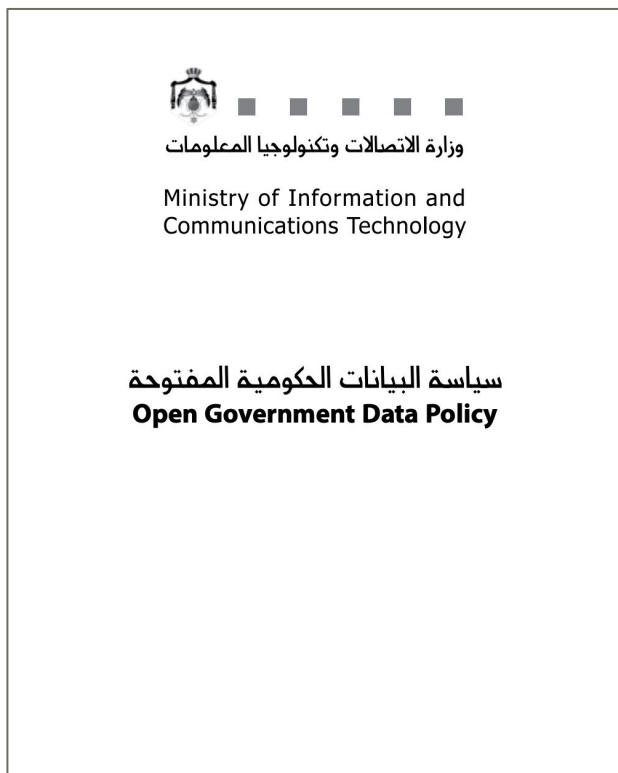 وزارة الاتصالات وتكنولوجيا المعلومات
Ministry of Information and
Communications Technology
سياسة البيانات الحكومية المفتوحة
Open Government Data Policy